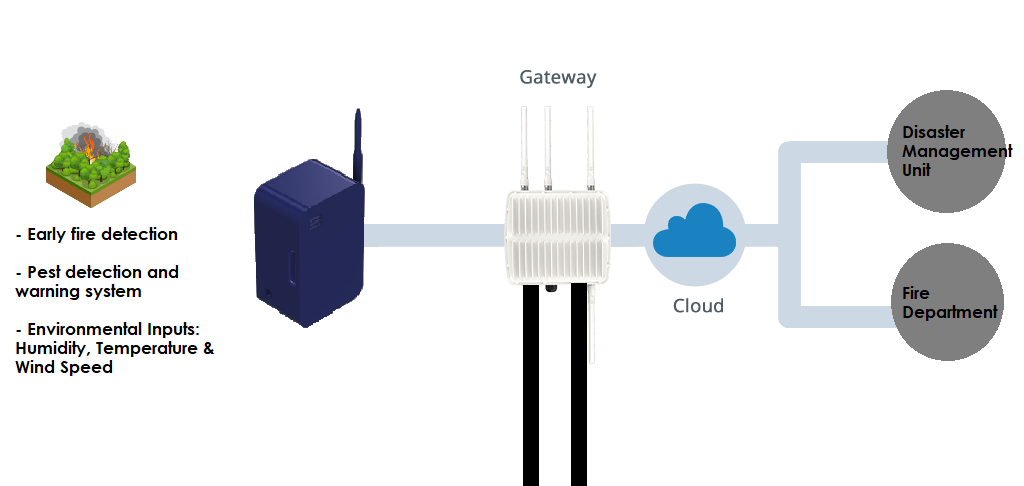 Gateway
Disaster
Management
Unit
- Early fire detection
- Pest detection and
warning system
- Environmental Inputs:
Humidity, Temperature &
Wind Speed
Cloud
Fire
Department